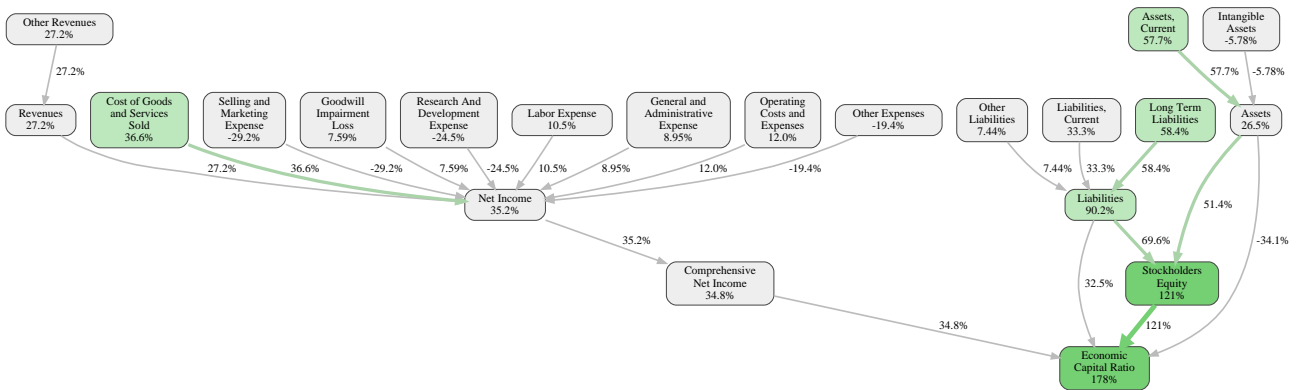 Other Revenues
27.2%
Assets,
Current
57.7%
Intangible
Assets
-5.78%
27.2%
57.7%
-5.78%
Revenues
27.2%
Cost of Goods
and Services
Sold
36.6%
Selling and
Marketing
Expense
-29.2%
Goodwill
Impairment
Loss
7.59%
Research And
Development
Expense
-24.5%
Labor Expense
10.5%
General and
Administrative
Expense
8.95%
Operating
Costs and
Expenses
12.0%
Other Expenses
-19.4%
Other
Liabilities
7.44%
Liabilities,
Current
33.3%
Long Term
Liabilities
58.4%
Assets
26.5%
27.2%
36.6%
-29.2%
7.59%
-24.5%
10.5%
8.95%
12.0%
-19.4%
7.44%
33.3%
58.4%
Net Income
35.2%
Liabilities
90.2%
51.4%
35.2%
69.6%
-34.1%
Comprehensive
Net Income
34.8%
32.5%
Stockholders
Equity
121%
34.8%
121%
Economic
Capital Ratio
178%